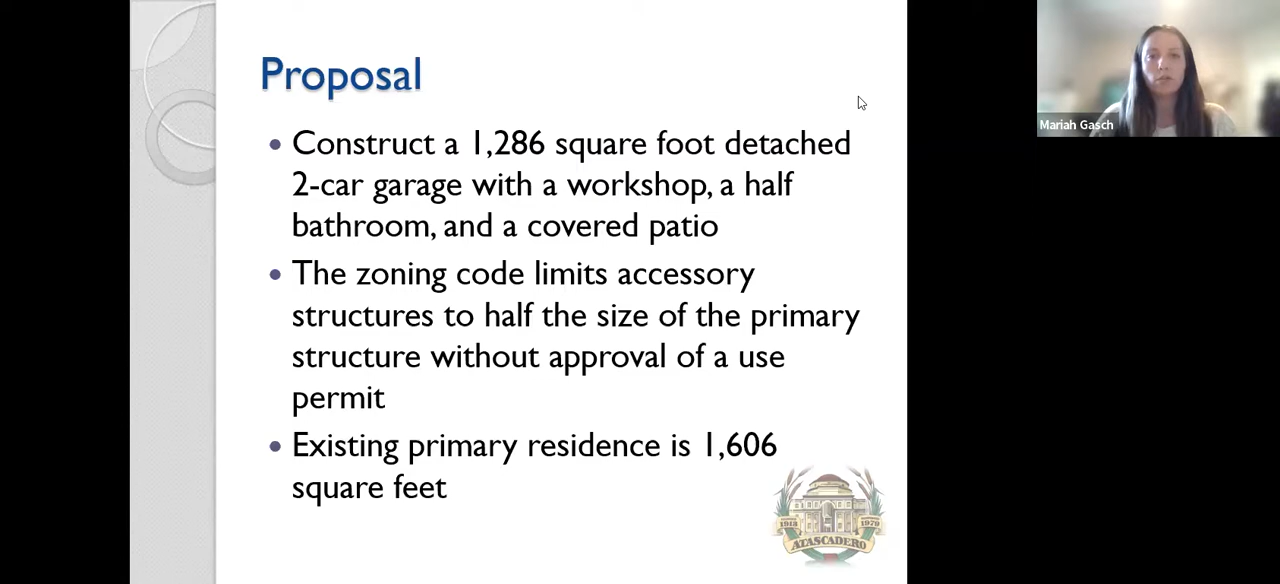 Proposal
• Construct a 1,286 square foot detached
2-car garage with a workshop, a half
bathroom, and a covered patio
• The zoning code limits accessory
structures to half the size of the primary
structure without approval of a use
permit
• Existing primary residence is 1,606
square feet
1913
1979
ATASCADERO
Mariah Gasch